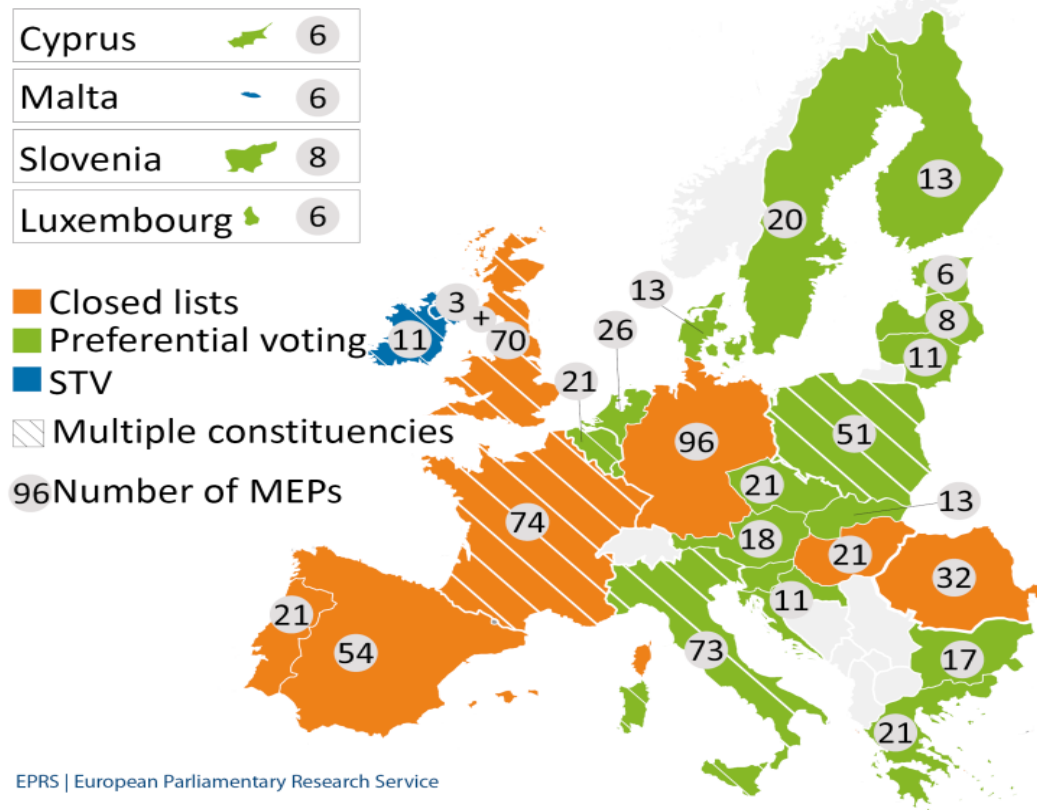 Cyprus 6
Malta 6
Slovenia 8
Luxembourg 6
Closed lists
Preferential voting
STV
Multiple constituencies
96 Number of MEPs
13
20
6
8
11
13
3
+
70
11
26
21
96
51
21
13
18
21
32
74
11
21
54
73
17
21
EPRS | European Parliamentary Research Service